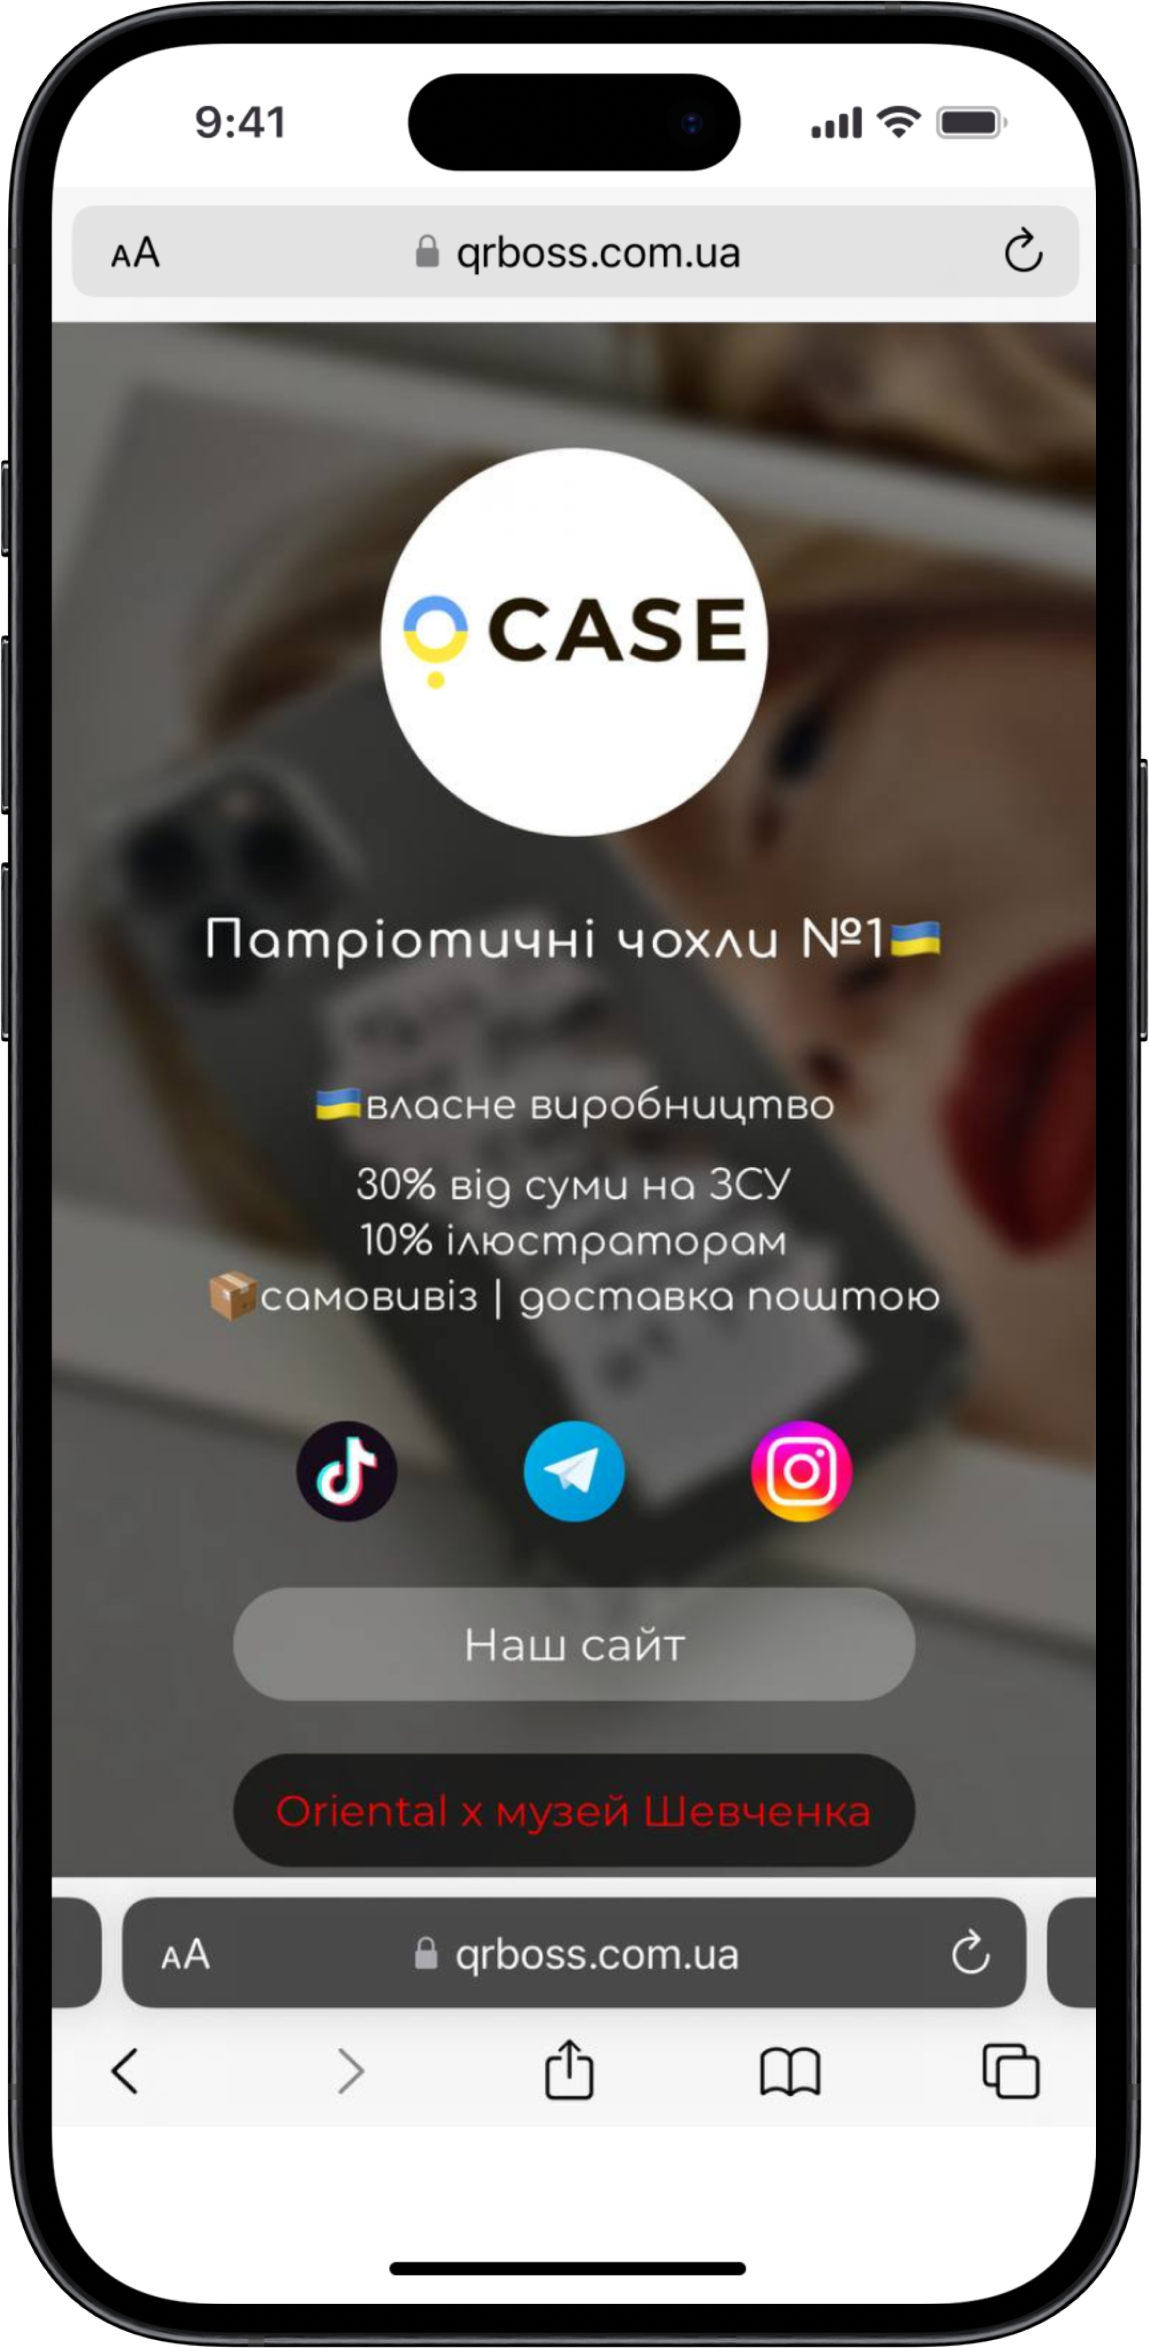 9:41
AA qrboss.com.ua
CASE
Патріотичні чохли №1🇺🇦
🇺🇦власне виробництво
30% від суми на ЗСУ
10% ілюстраторам
📦самовивіз | доставка поштою
Наш сайт
Oriental x музей Шевченка
AA qrboss.com.ua